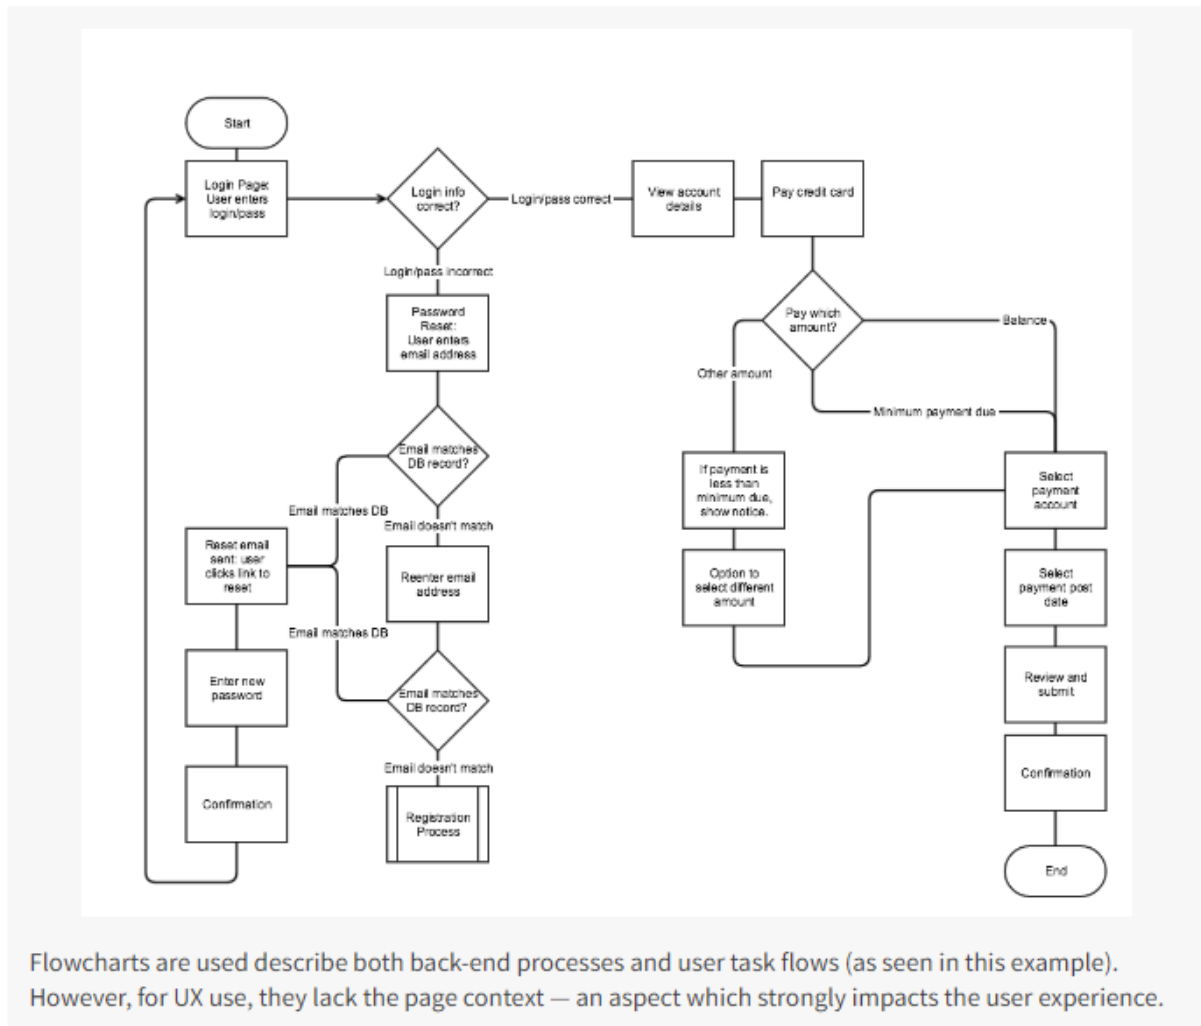 Start
Login Page:
User enters
login/pass
Login info
correct?
Login/pass correct
View account
details
Pay credit card
Login/pass incorrect
Password
Reset:
User enters
email address
Pay which
amount?
Balance
Other amount
Minimum payment due
Email matches
DB record?
Email matches DB
Email doesn't match
If payment is
less than
minimum due,
show notice.
Select
payment
account
Reset email
sent: user
clicks link to
reset
Reenter email
address
Option to
select different
amount
Select
payment post
date
Email matches DB
Enter new
password
Email matches
DB record?
Review and
submit
Email doesn't match
Confirmation
Confirmation
Registration
Process
End
Flowcharts are used describe both back-end processes and user task flows (as seen in this example).
However, for UX use, they lack the page context — an aspect which strongly impacts the user experience.